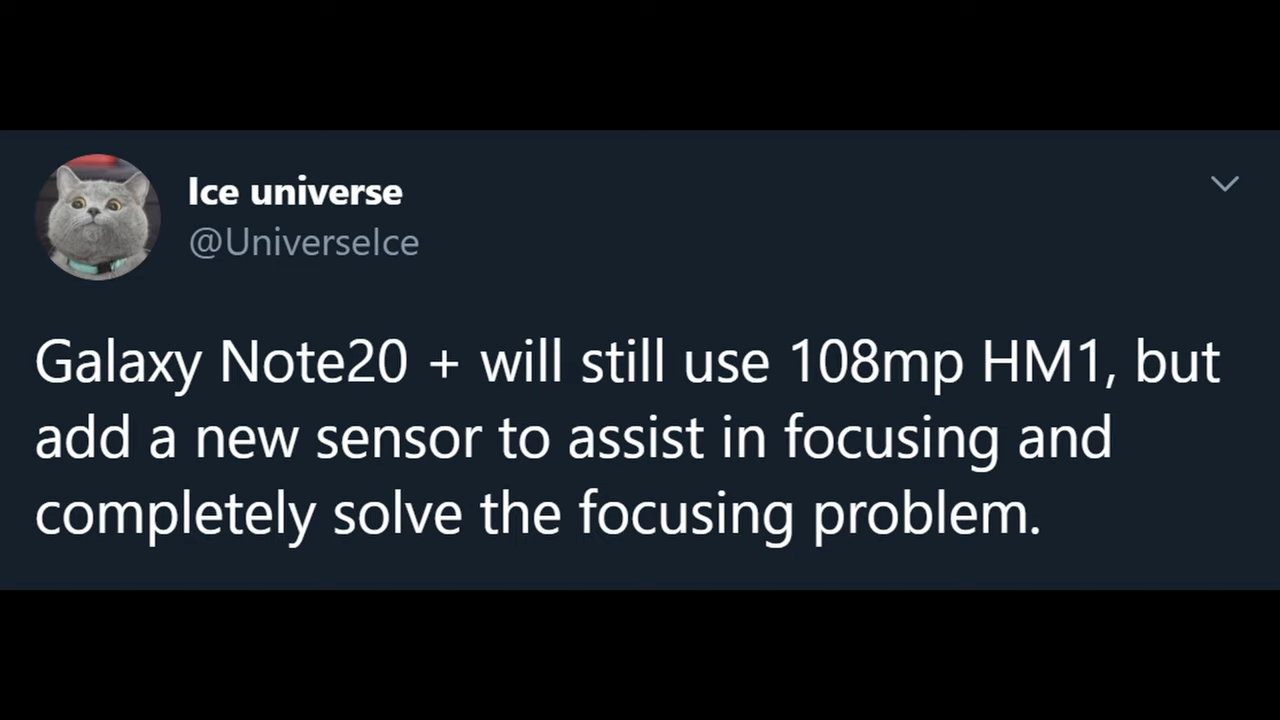 Ice universe
@UniverseIce
Galaxy Note20 + will still use 108mp HM1, but
add a new sensor to assist in focusing and
completely solve the focusing problem.